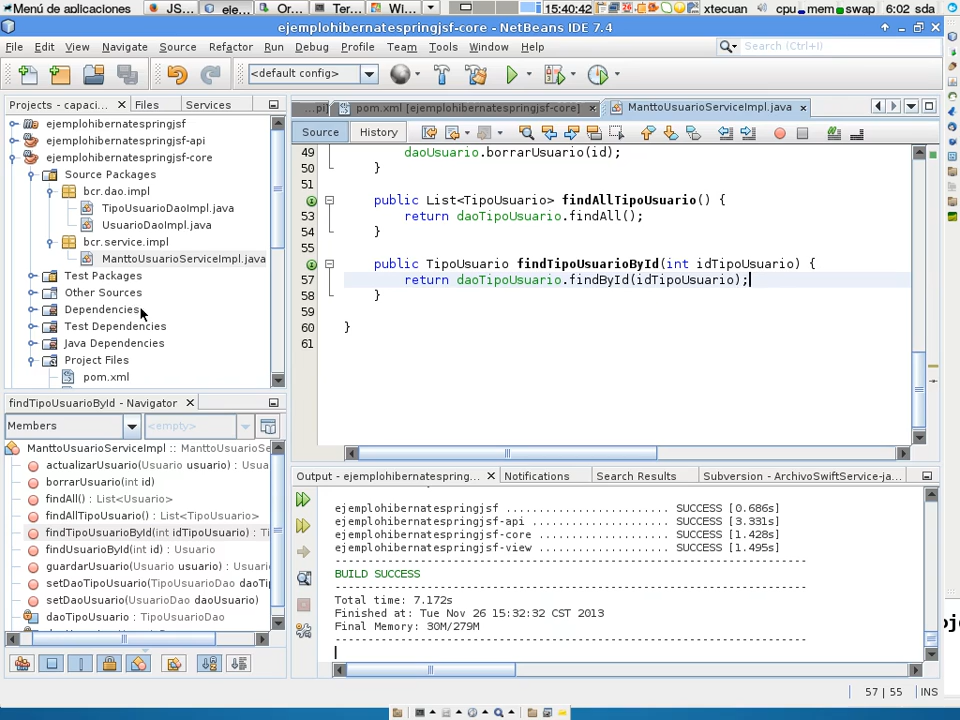 Menú de aplicaciones
JS...
ele...
Or...
Ter...
Wi...
15:40:42
xtecuan
cpu
mem
swap
6:02 sda
ejemplohibernatespringjsf-core - NetBeans IDE 7.4
File Edit View Navigate Source Refactor Run Debug Profile Team Tools Window Help
Search (Ctrl+I)
<default config>
Projects - capaci...
Files
Services
...pi]
pom.xml [ejemplohibernatespringjsf-core]
ManttoUsuarioServiceImpl.java
Source
History
ejemplohibernatespringjsf
ejemplohibernatespringjsf-api
ejemplohibernatespringjsf-core
Source Packages
bcr.dao.impl
TipoUsuarioDaoImpl.java
UsuarioDaoImpl.java
bcr.service.impl
ManttoUsuarioServiceImpl.java
Test Packages
Other Sources
Dependencies
Test Dependencies
Java Dependencies
Project Files
pom.xml
49 daoUsuario.borrarUsuario(id);
50 }
51
public List<TipoUsuario> findAllTipoUsuario() {
53 return daoTipoUsuario.findAll();
54 }
55
public TipoUsuario findTipoUsuarioById(int idTipoUsuario) {
57 return daoTipoUsuario.findById(idTipoUsuario);
58 }
59
60 }
61
findTipoUsuarioById - Navigator
Members
<empty>
ManttoUsuarioServiceImpl :: ManttoUsuarioSe
actualizarUsuario(Usuario usuario) : Usua
borrarUsuario(int id)
findAll() : List<Usuario>
findAllTipoUsuario() : List<TipoUsuario>
findTipoUsuarioById(int idTipoUsuario) : Ti
findUsuarioById(int id) : Usuario
guardarUsuario(Usuario usuario) : Usuar
setDaoTipoUsuario(TipoUsuarioDao daoTip
setDaoUsuario(UsuarioDao daoUsuario)
daoTipoUsuario : TipoUsuarioDao
Output - ejemplohibernatespring...
Notifications
Search Results
Subversion - ArchivoSwiftService-ja...
ejemplohibernatespringjsf ......................... SUCCESS [0.686s]
ejemplohibernatespringjsf-api ..................... SUCCESS [3.331s]
ejemplohibernatespringjsf-core .................... SUCCESS [1.428s]
ejemplohibernatespringjsf-view .................... SUCCESS [1.495s]
------------------------------------------------------------------------
BUILD SUCCESS
------------------------------------------------------------------------
Total time: 7.172s
Finished at: Tue Nov 26 15:32:32 CST 2013
Final Memory: 30M/279M
------------------------------------------------------------------------
57 | 55
INS